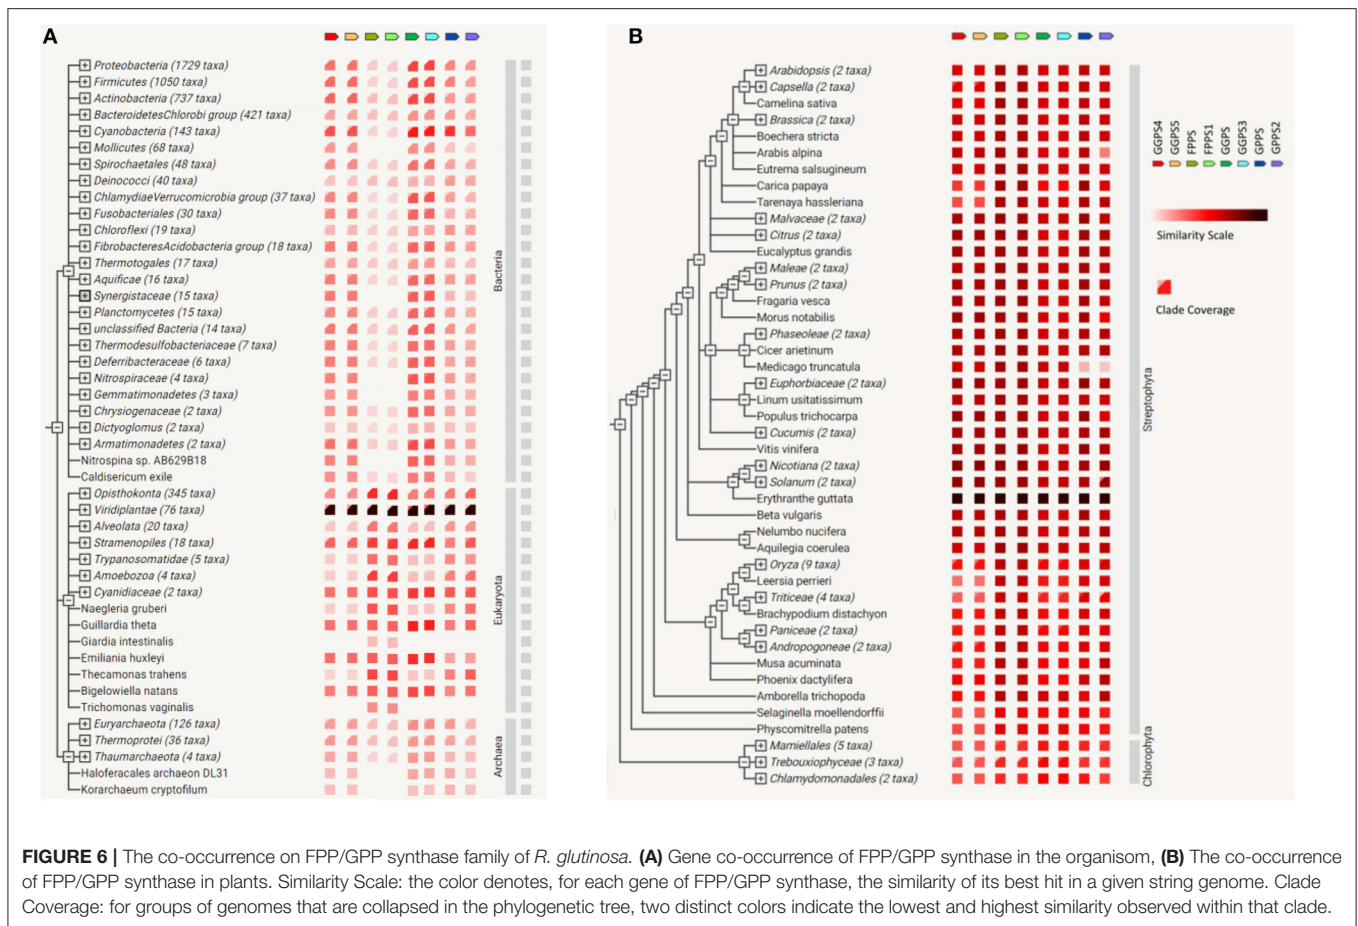 A
Proteobacteria (1729 taxa)
Firmicutes (1050 taxa)
Actinobacteria (737 taxa)
BacteroidetesChlorobi group (421 taxa)
Cyanobacteria (143 taxa)
Mollicutes (68 taxa)
Spirochaetales (48 taxa)
Deinococci (40 taxa)
ChlamydiaeVerrucomicrobia group (37 taxa)
Fusobacteriales (30 taxa)
Chloroflexi (19 taxa)
FibrobacteresAcidobacteria group (18 taxa)
Thermotogales (17 taxa)
Aquificae (16 taxa)
Synergistaceae (15 taxa)
Planctomycetes (15 taxa)
unclassified Bacteria (14 taxa)
Thermodesulfobacteriaceae (7 taxa)
Deferribacteraceae (6 taxa)
Nitrospiraceae (4 taxa)
Gemmatimonadetes (3 taxa)
Chrysiogenaceae (2 taxa)
Dictyoglomus (2 taxa)
Armatimonadetes (2 taxa)
Nitrospina sp. AB629B18
Caldisericum exile
Opisthokonta (345 taxa)
Viridiplantae (76 taxa)
Alveolata (20 taxa)
Stramenopiles (18 taxa)
Trypanosomatidae (5 taxa)
Amoebozoa (4 taxa)
Cyanidiaceae (2 taxa)
Naegleria gruberi
Guillardia theta
Giardia intestinalis
Emiliania huxleyi
Thecamonas trahens
Bigelowiella natans
Trichomonas vaginalis
Euryarchaeota (126 taxa)
Thermoprotei (36 taxa)
Thaumarchaeota (4 taxa)
Haloferacales archaeon DL31
Korarchaeum cryptofilum
Bacteria
Eukaryota
Archaea
B
Arabidopsis (2 taxa)
Capsella (2 taxa)
Camelina sativa
Brassica (2 taxa)
Boechera stricta
Arabis alpina
Eutrema salsugineum
Carica papaya
Tarenaya hassleriana
Malvaceae (2 taxa)
Citrus (2 taxa)
Eucalyptus grandis
Maleae (2 taxa)
Prunus (2 taxa)
Fragaria vesca
Morus notabilis
Phaseoleae (2 taxa)
Cicer arietinum
Medicago truncatula
Euphorbiaceae (2 taxa)
Linum usitatissimum
Populus trichocarpa
Cucumis (2 taxa)
Vitis vinifera
Nicotiana (2 taxa)
Solanum (2 taxa)
Erythranthe guttata
Beta vulgaris
Nelumbo nucifera
Aquilegia coerulea
Oryza (9 taxa)
Leersia perrieri
Triticeae (4 taxa)
Brachypodium distachyon
Paniceae (2 taxa)
Andropogoneae (2 taxa)
Musa acuminata
Phoenix dactylifera
Amborella trichopoda
Selaginella moellendorffii
Physcomitrella patens
Mamiellales (5 taxa)
Trebouxiophyceae (3 taxa)
Chlamydomonadales (2 taxa)
Streptophyta
Chlorophyta
GGPS4
GGPS5
FPPS
FPPS1
GGPS
GGPS3
GPPS
GPPS2
Similarity Scale
Clade Coverage
FIGURE 6 | The co-occurrence on FPP/GPP synthase family of R. glutinosa. (A) Gene co-occurrence of FPP/GPP synthase in the organisom, (B) The co-occurrence
of FPP/GPP synthase in plants. Similarity Scale: the color denotes, for each gene of FPP/GPP synthase, the similarity of its best hit in a given string genome. Clade
Coverage: for groups of genomes that are collapsed in the phylogenetic tree, two distinct colors indicate the lowest and highest similarity observed within that clade.